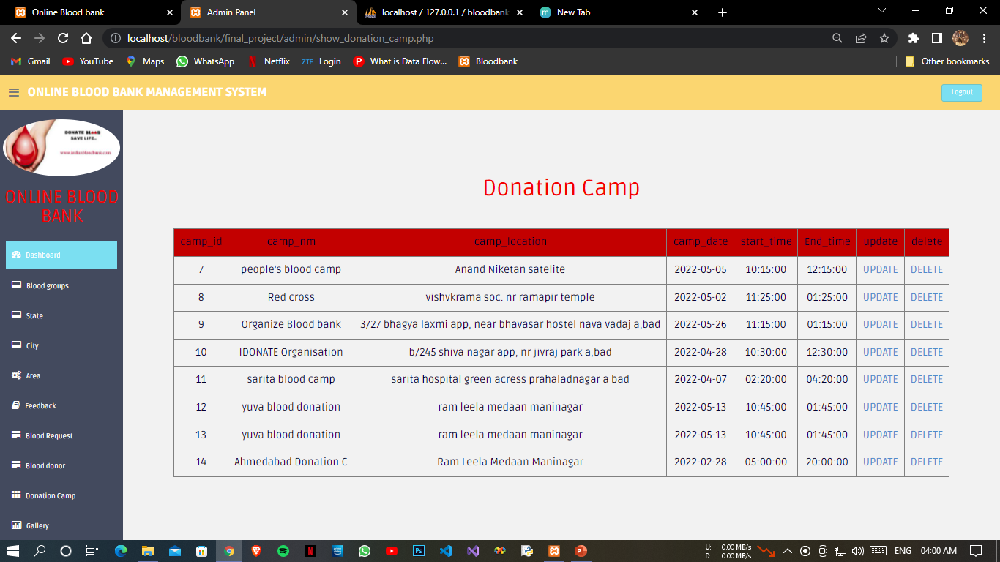 Online Blood bank
Admin Panel
localhost / 127.0.0.1 / bloodbank
New Tab
localhost/bloodbank/final_project/admin/show_donation_camp.php
Gmail YouTube Maps WhatsApp Netflix ZTE Login What is Data Flow... Bloodbank Other bookmarks
ONLINE BLOOD BANK MANAGEMENT SYSTEM
Logout
DONATE BLOOD
SAVE LIFE..
www.indianbloodbank.com
ONLINE BLOOD
BANK
Dashboard
Blood groups
State
City
Area
Feedback
Blood Request
Blood donor
Donation Camp
Gallery
Donation Camp
camp_id camp_nm camp_location camp_date start_time End_time update delete
7 people's blood camp Anand Niketan satelite 2022-05-05 10:15:00 12:15:00 UPDATE DELETE
8 Red cross vishvkrama soc. nr ramapir temple 2022-05-02 11:25:00 01:25:00 UPDATE DELETE
9 Organize Blood bank 3/27 bhagya laxmi app, near bhavasar hostel nava vadaj a,bad 2022-05-26 11:15:00 01:15:00 UPDATE DELETE
10 IDONATE Organisation b/245 shiva nagar app, nr jivraj park a,bad 2022-04-28 10:30:00 12:30:00 UPDATE DELETE
11 sarita blood camp sarita hospital green acress prahaladnagar a bad 2022-04-07 02:20:00 04:20:00 UPDATE DELETE
12 yuva blood donation ram leela medaan maninagar 2022-05-13 10:45:00 01:45:00 UPDATE DELETE
13 yuva blood donation ram leela medaan maninagar 2022-05-13 10:45:00 01:45:00 UPDATE DELETE
14 Ahmedabad Donation C Ram Leela Medaan Maninagar 2022-02-28 05:00:00 20:00:00 UPDATE DELETE
U: 0.00 MB/s
D: 0.00 MB/s
ENG 04:00 AM